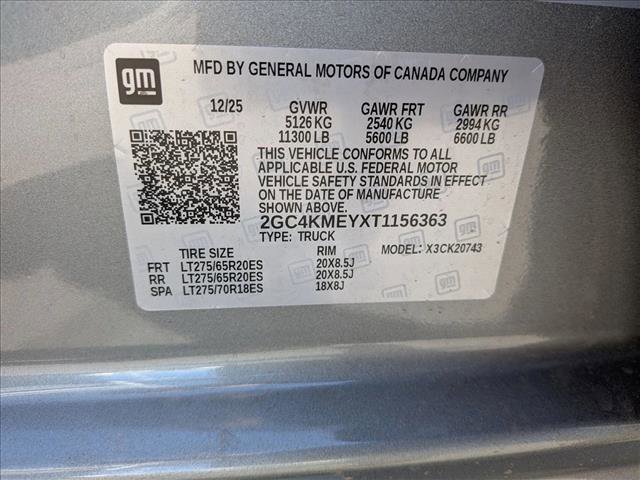 gm
MFD BY GENERAL MOTORS OF CANADA COMPANY
12/25 GVWR GAWR FRT GAWR RR
5126 KG 2540 KG 2994 KG
11300 LB 5600 LB 6600 LB
THIS VEHICLE CONFORMS TO ALL
APPLICABLE U.S. FEDERAL MOTOR
VEHICLE SAFETY STANDARDS IN EFFECT
ON THE DATE OF MANUFACTURE
SHOWN ABOVE.
2GC4KMEYXT1156363
TYPE: TRUCK MODEL: X3CK20743
TIRE SIZE RIM
FRT LT275/65R20ES 20X8.5J
RR LT275/65R20ES 20X8.5J
SPA LT275/70R18ES 18X8J